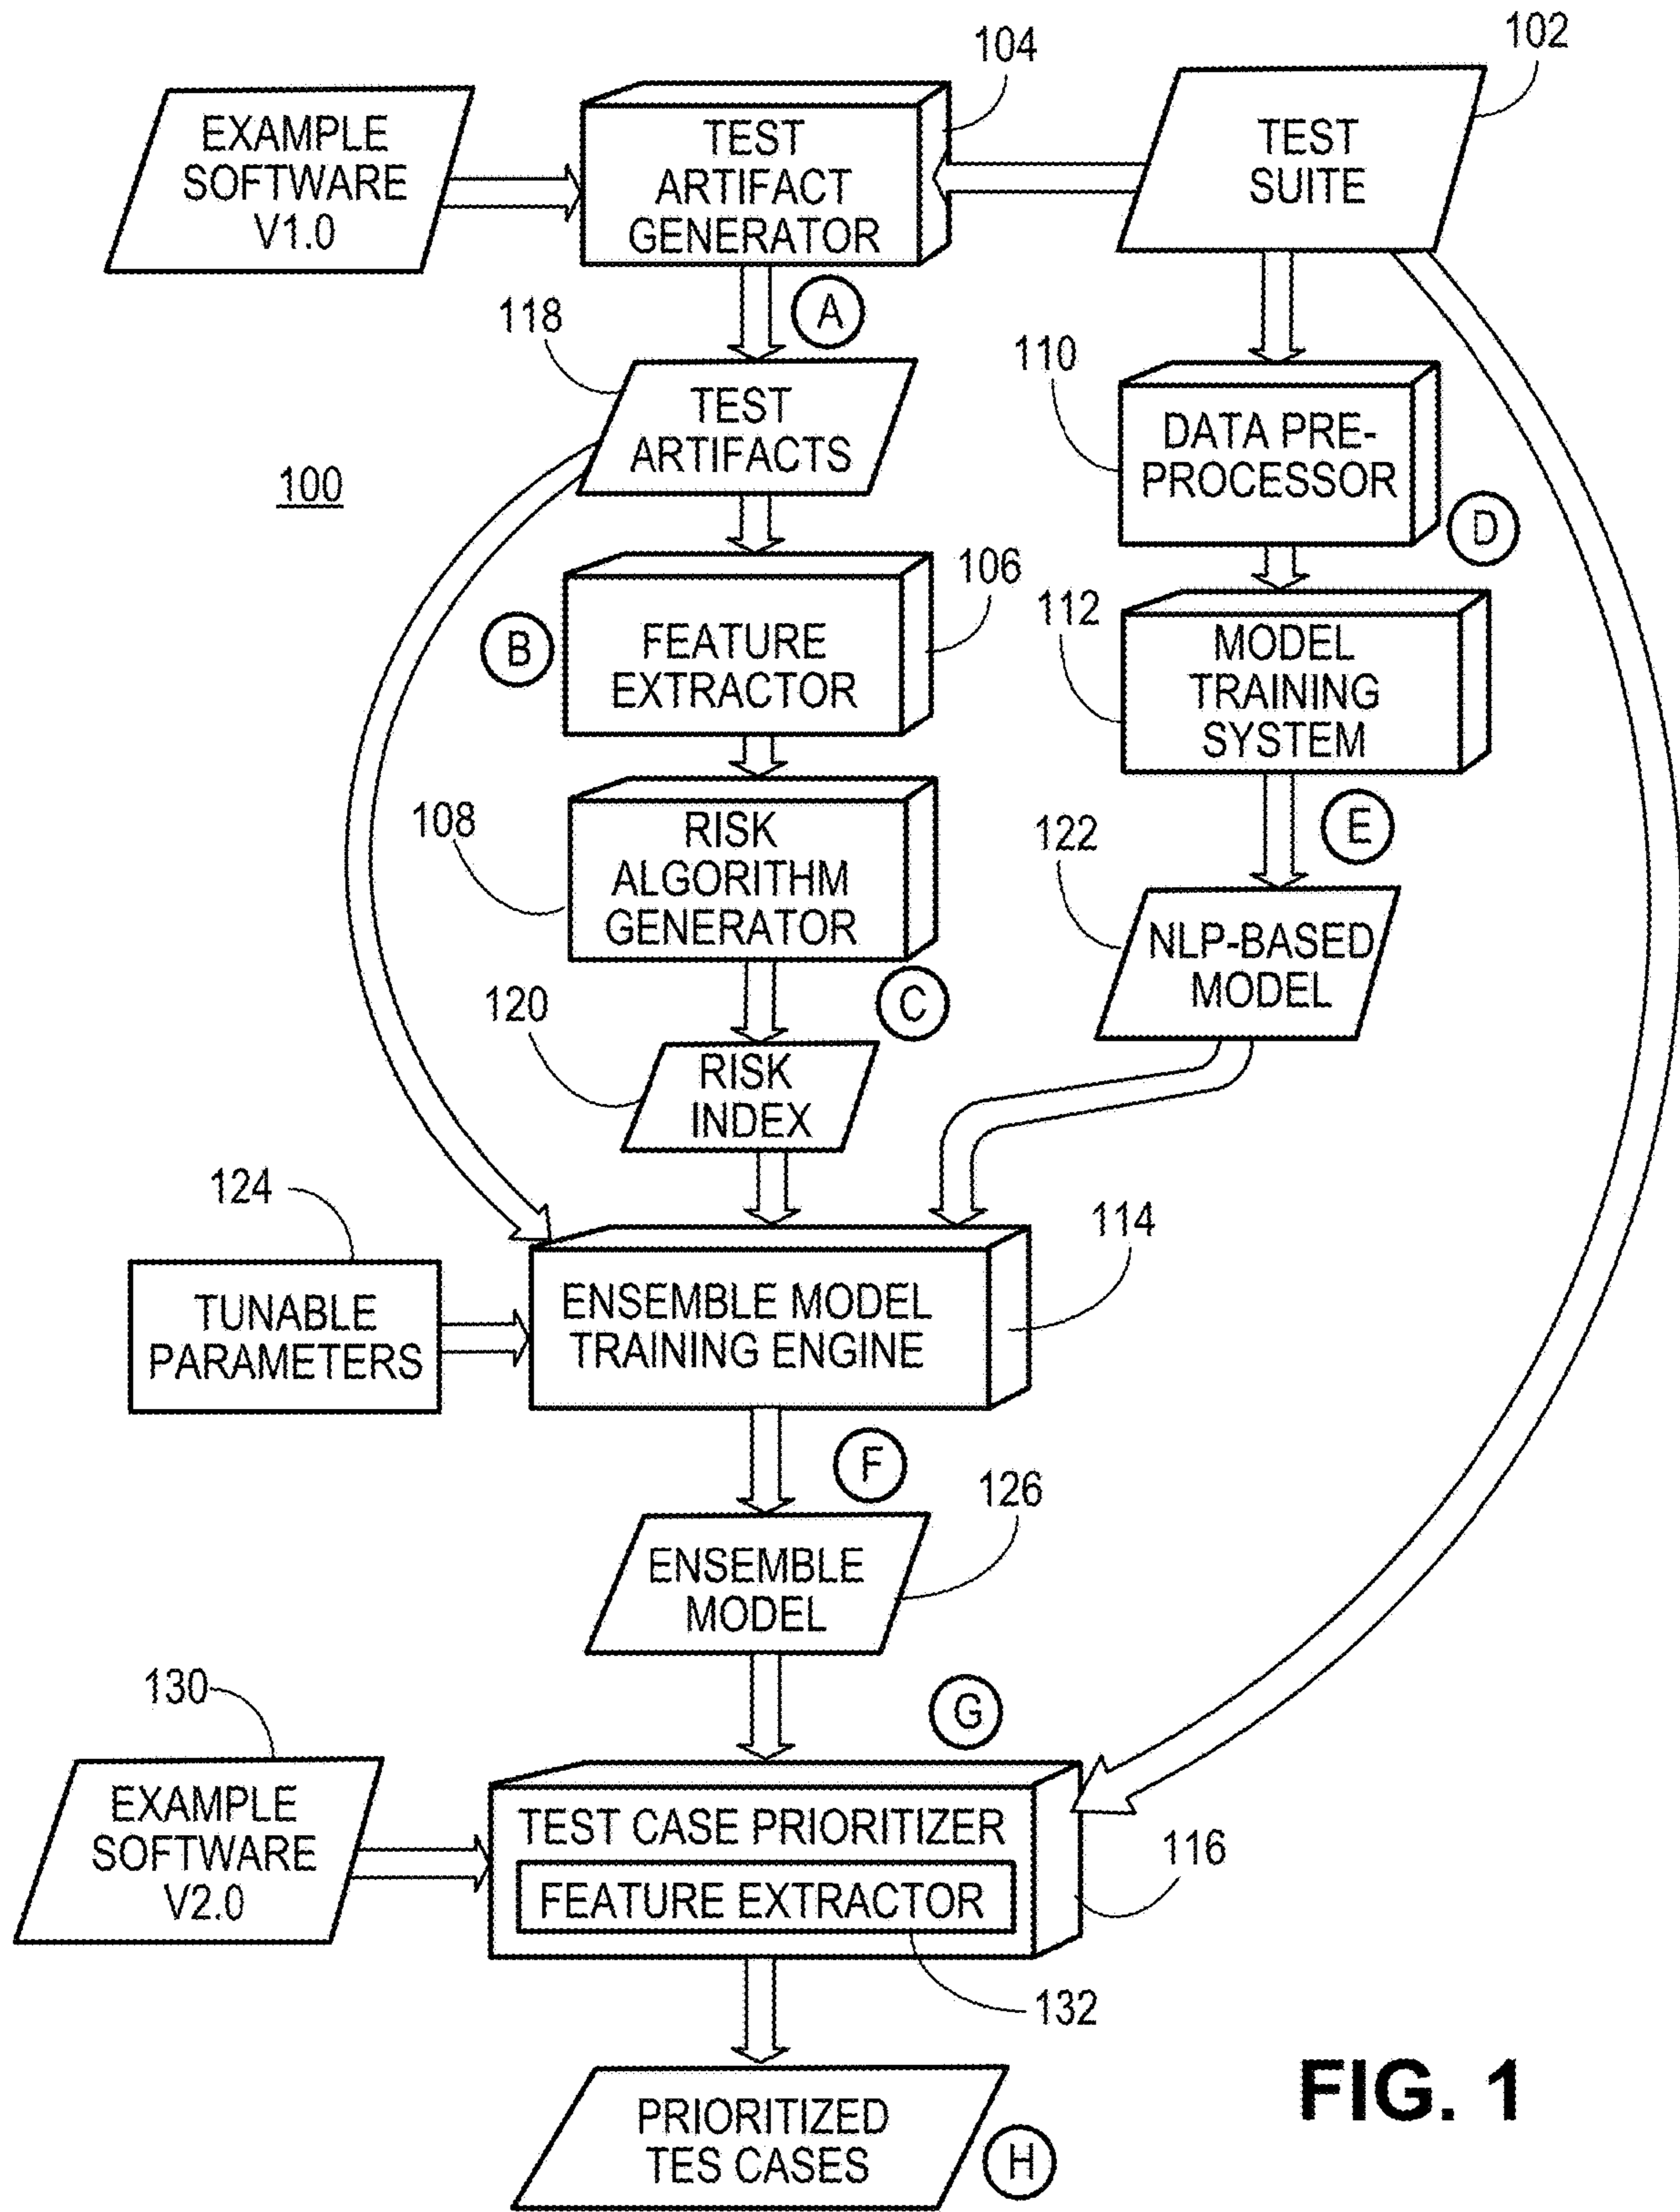 102
104
EXAMPLE
SOFTWARE
V1.0
TEST
ARTIFACT
GENERATOR
TEST
SUITE
A
118
110
TEST
ARTIFACTS
DATA PRE-
PROCESSOR
100
D
106
112
B
FEATURE
EXTRACTOR
MODEL
TRAINING
SYSTEM
108
RISK
ALGORITHM
GENERATOR
E
122
NLP-BASED
MODEL
C
120
RISK
INDEX
124
114
TUNABLE
PARAMETERS
ENSEMBLE MODEL
TRAINING ENGINE
F
126
ENSEMBLE
MODEL
130
G
EXAMPLE
SOFTWARE
V2.0
TEST CASE PRIORITIZER
FEATURE EXTRACTOR
116
132
PRIORITIZED
TES CASES
H
FIG. 1